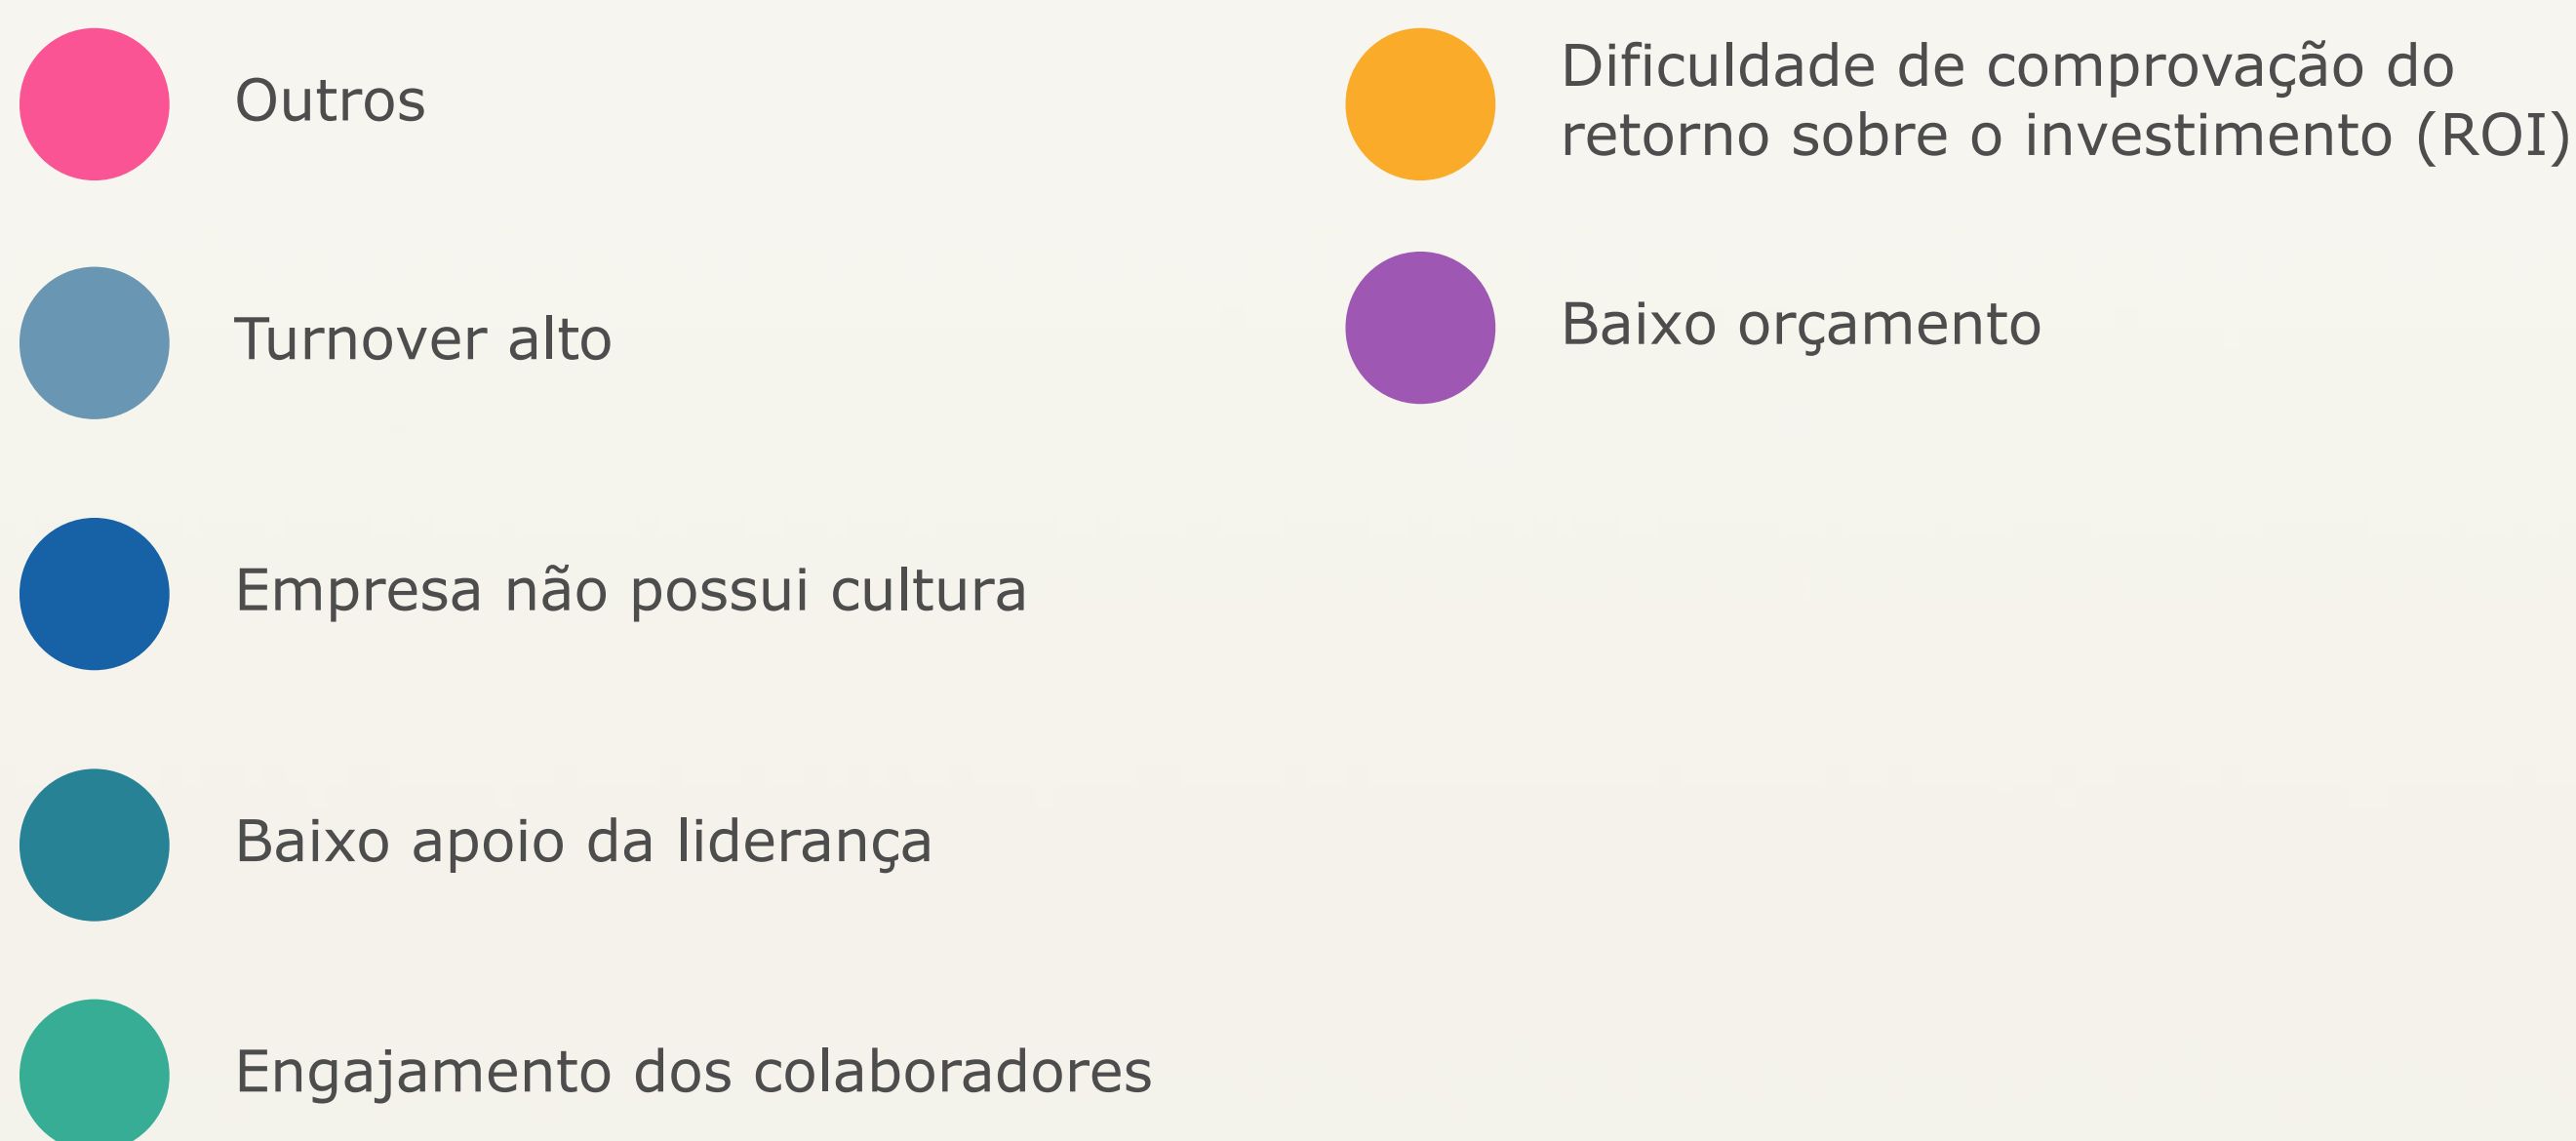 Outros
Turnover alto
Empresa não possui cultura
Baixo apoio da liderança
Engajamento dos colaboradores
Dificuldade de comprovação do
retorno sobre o investimento (ROI)
Baixo orçamento